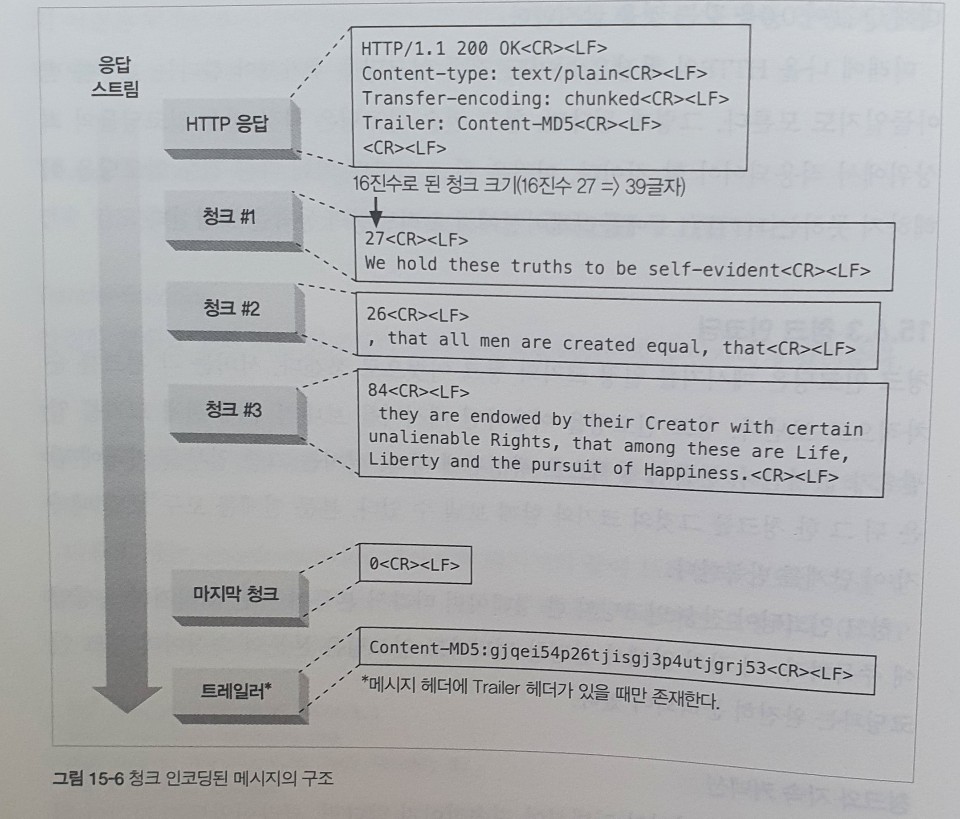 응답
스트림
HTTP 응답
HTTP/1.1 200 OK<CR><LF>
Content-type: text/plain<CR><LF>
Transfer-encoding: chunked<CR><LF>
Trailer: Content-MD5<CR><LF>
<CR><LF>
16진수로 된 청크 크기(16진수 27 =) 39글자)
청크 #1
27<CR><LF>
We hold these truths to be self-evident<CR><LF>
청크 #2
26<CR><LF>
, that all men are created equal, that<CR><LF>
청크 #3
84<CR><LF>
they are endowed by their Creator with certain
unalienable Rights, that among these are Life,
Liberty and the pursuit of Happiness.<CR><LF>
마지막 청크
0<CR><LF>
트레일러*
Content-MD5:gjqei54p26tjisgj3p4utjgrj53<CR><LF>
*메시지 헤더에 Trailer 헤더가 있을 때만 존재한다.
그림 15-6 청크 인코딩된 메시지의 구조